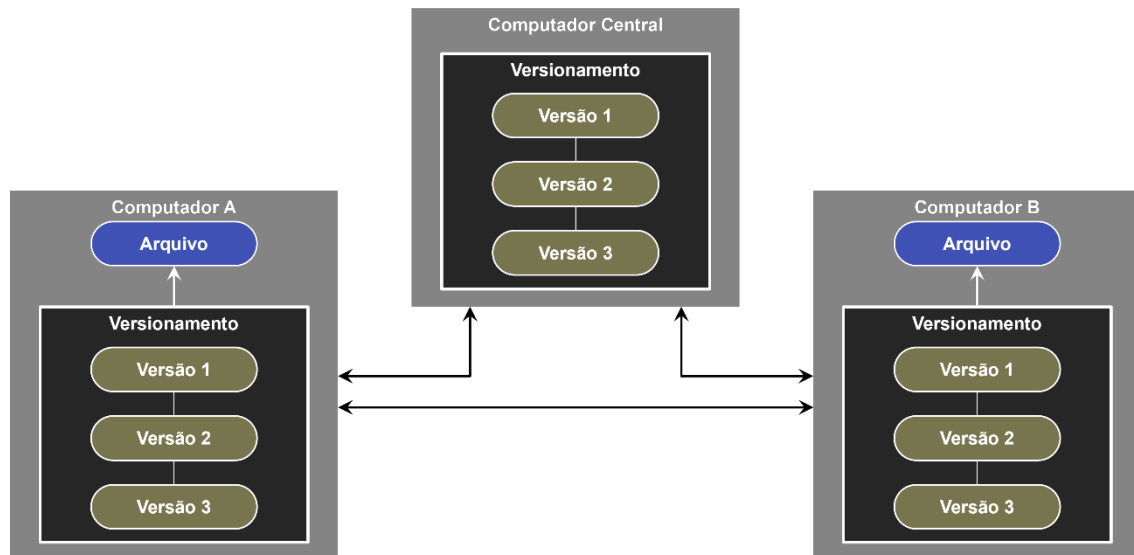 Computador Central
Versionamento
Versão 1
Versão 2
Versão 3
Computador A
Arquivo
Versionamento
Versão 1
Versão 2
Versão 3
Computador B
Arquivo
Versionamento
Versão 1
Versão 2
Versão 3